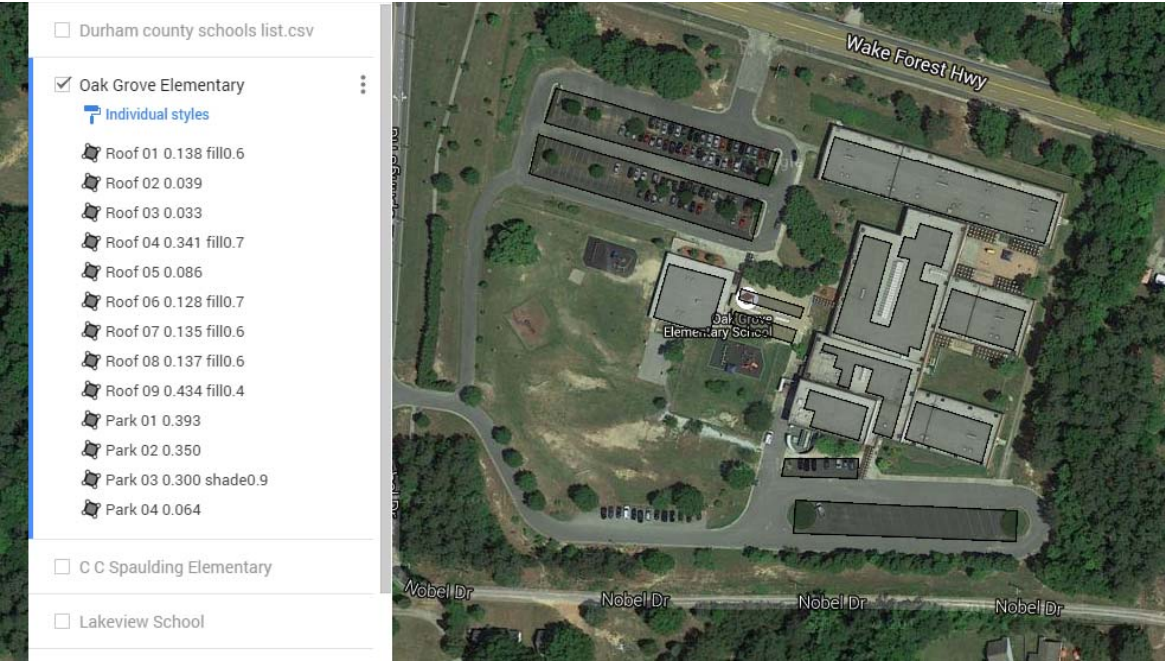 Durham county schools list.csv
Oak Grove Elementary
Individual styles
Roof 01 0.138 fill0.6
Roof 02 0.039
Roof 03 0.033
Roof 04 0.341 fill0.7
Roof 05 0.086
Roof 06 0.128 fill0.7
Roof 07 0.135 fill0.6
Roof 08 0.137 fill0.6
Roof 09 0.434 fill0.4
Park 01 0.393
Park 02 0.350
Park 03 0.300 shade0.9
Park 04 0.064
C C Spaulding Elementary
Lakeview School
Wake Forest Hwy
Oak Grove
Elementary School
Nobel Dr
Nobel Dr
Nobel Dr
Nobel Dr